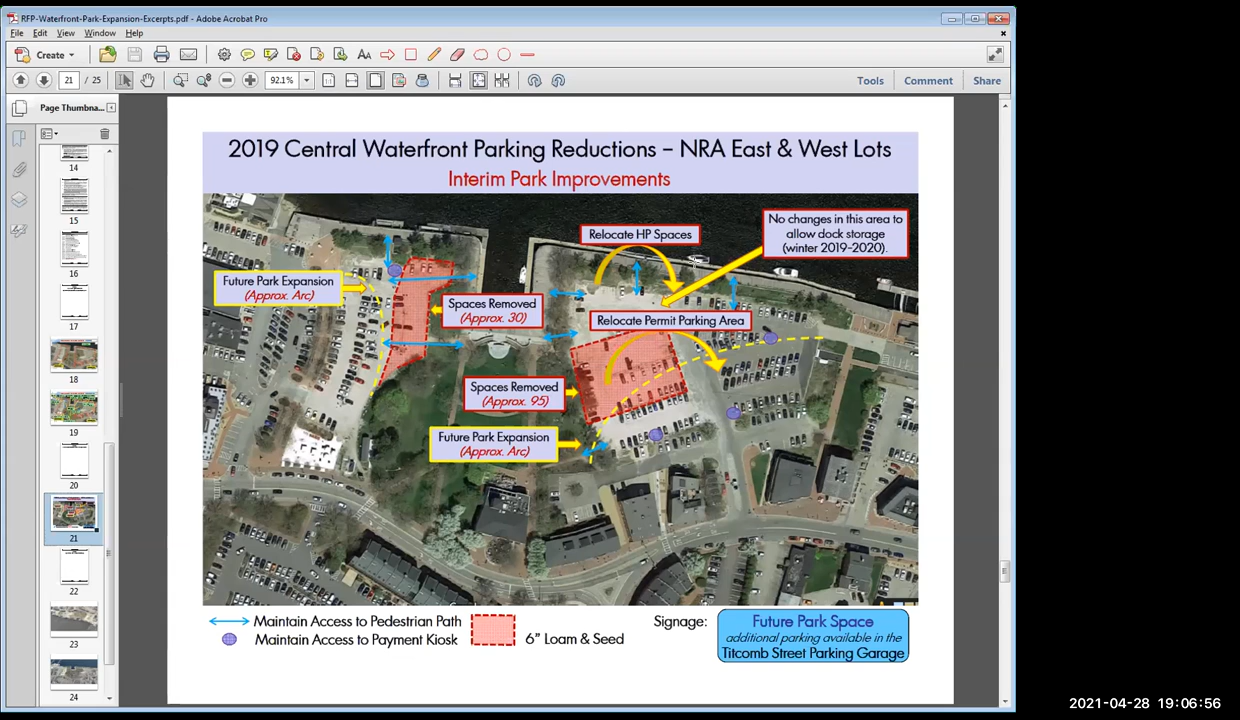 RFP-Waterfront-Park-Expansion-Excerpts.pdf - Adobe Acrobat Pro
File Edit View Window Help
Create
21 / 25
92.1%
Tools Comment Share
Page Thumbna...
14
15
16
17
18
19
20
21
22
23
24
2019 Central Waterfront Parking Reductions – NRA East & West Lots
Interim Park Improvements
No changes in this area to
allow dock storage
(winter 2019-2020).
Relocate HP Spaces
Future Park Expansion
(Approx. Arc)
Spaces Removed
(Approx. 30)
Relocate Permit Parking Area
Spaces Removed
(Approx. 95)
Future Park Expansion
(Approx. Arc)
Maintain Access to Pedestrian Path
Maintain Access to Payment Kiosk
6” Loam & Seed
Signage:
Future Park Space
additional parking available in the
Titcomb Street Parking Garage
2021-04-28 19:06:56